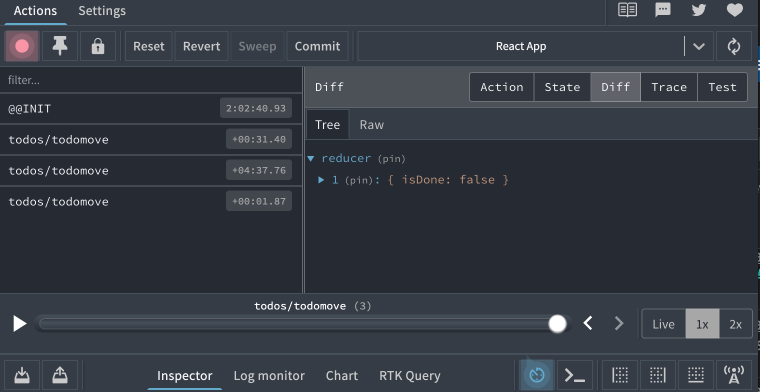 Actions Settings
Reset Revert Sweep Commit React App
filter...
@@INIT 2:02:40.93
todos/todomove +00:31.40
todos/todomove +04:37.76
todos/todomove +00:01.87
Diff Action State Diff Trace Test
Tree Raw
reducer (pin)
1 (pin): { isDone: false }
todos/todomove (3)
Live 1x 2x
Inspector Log monitor Chart RTK Query